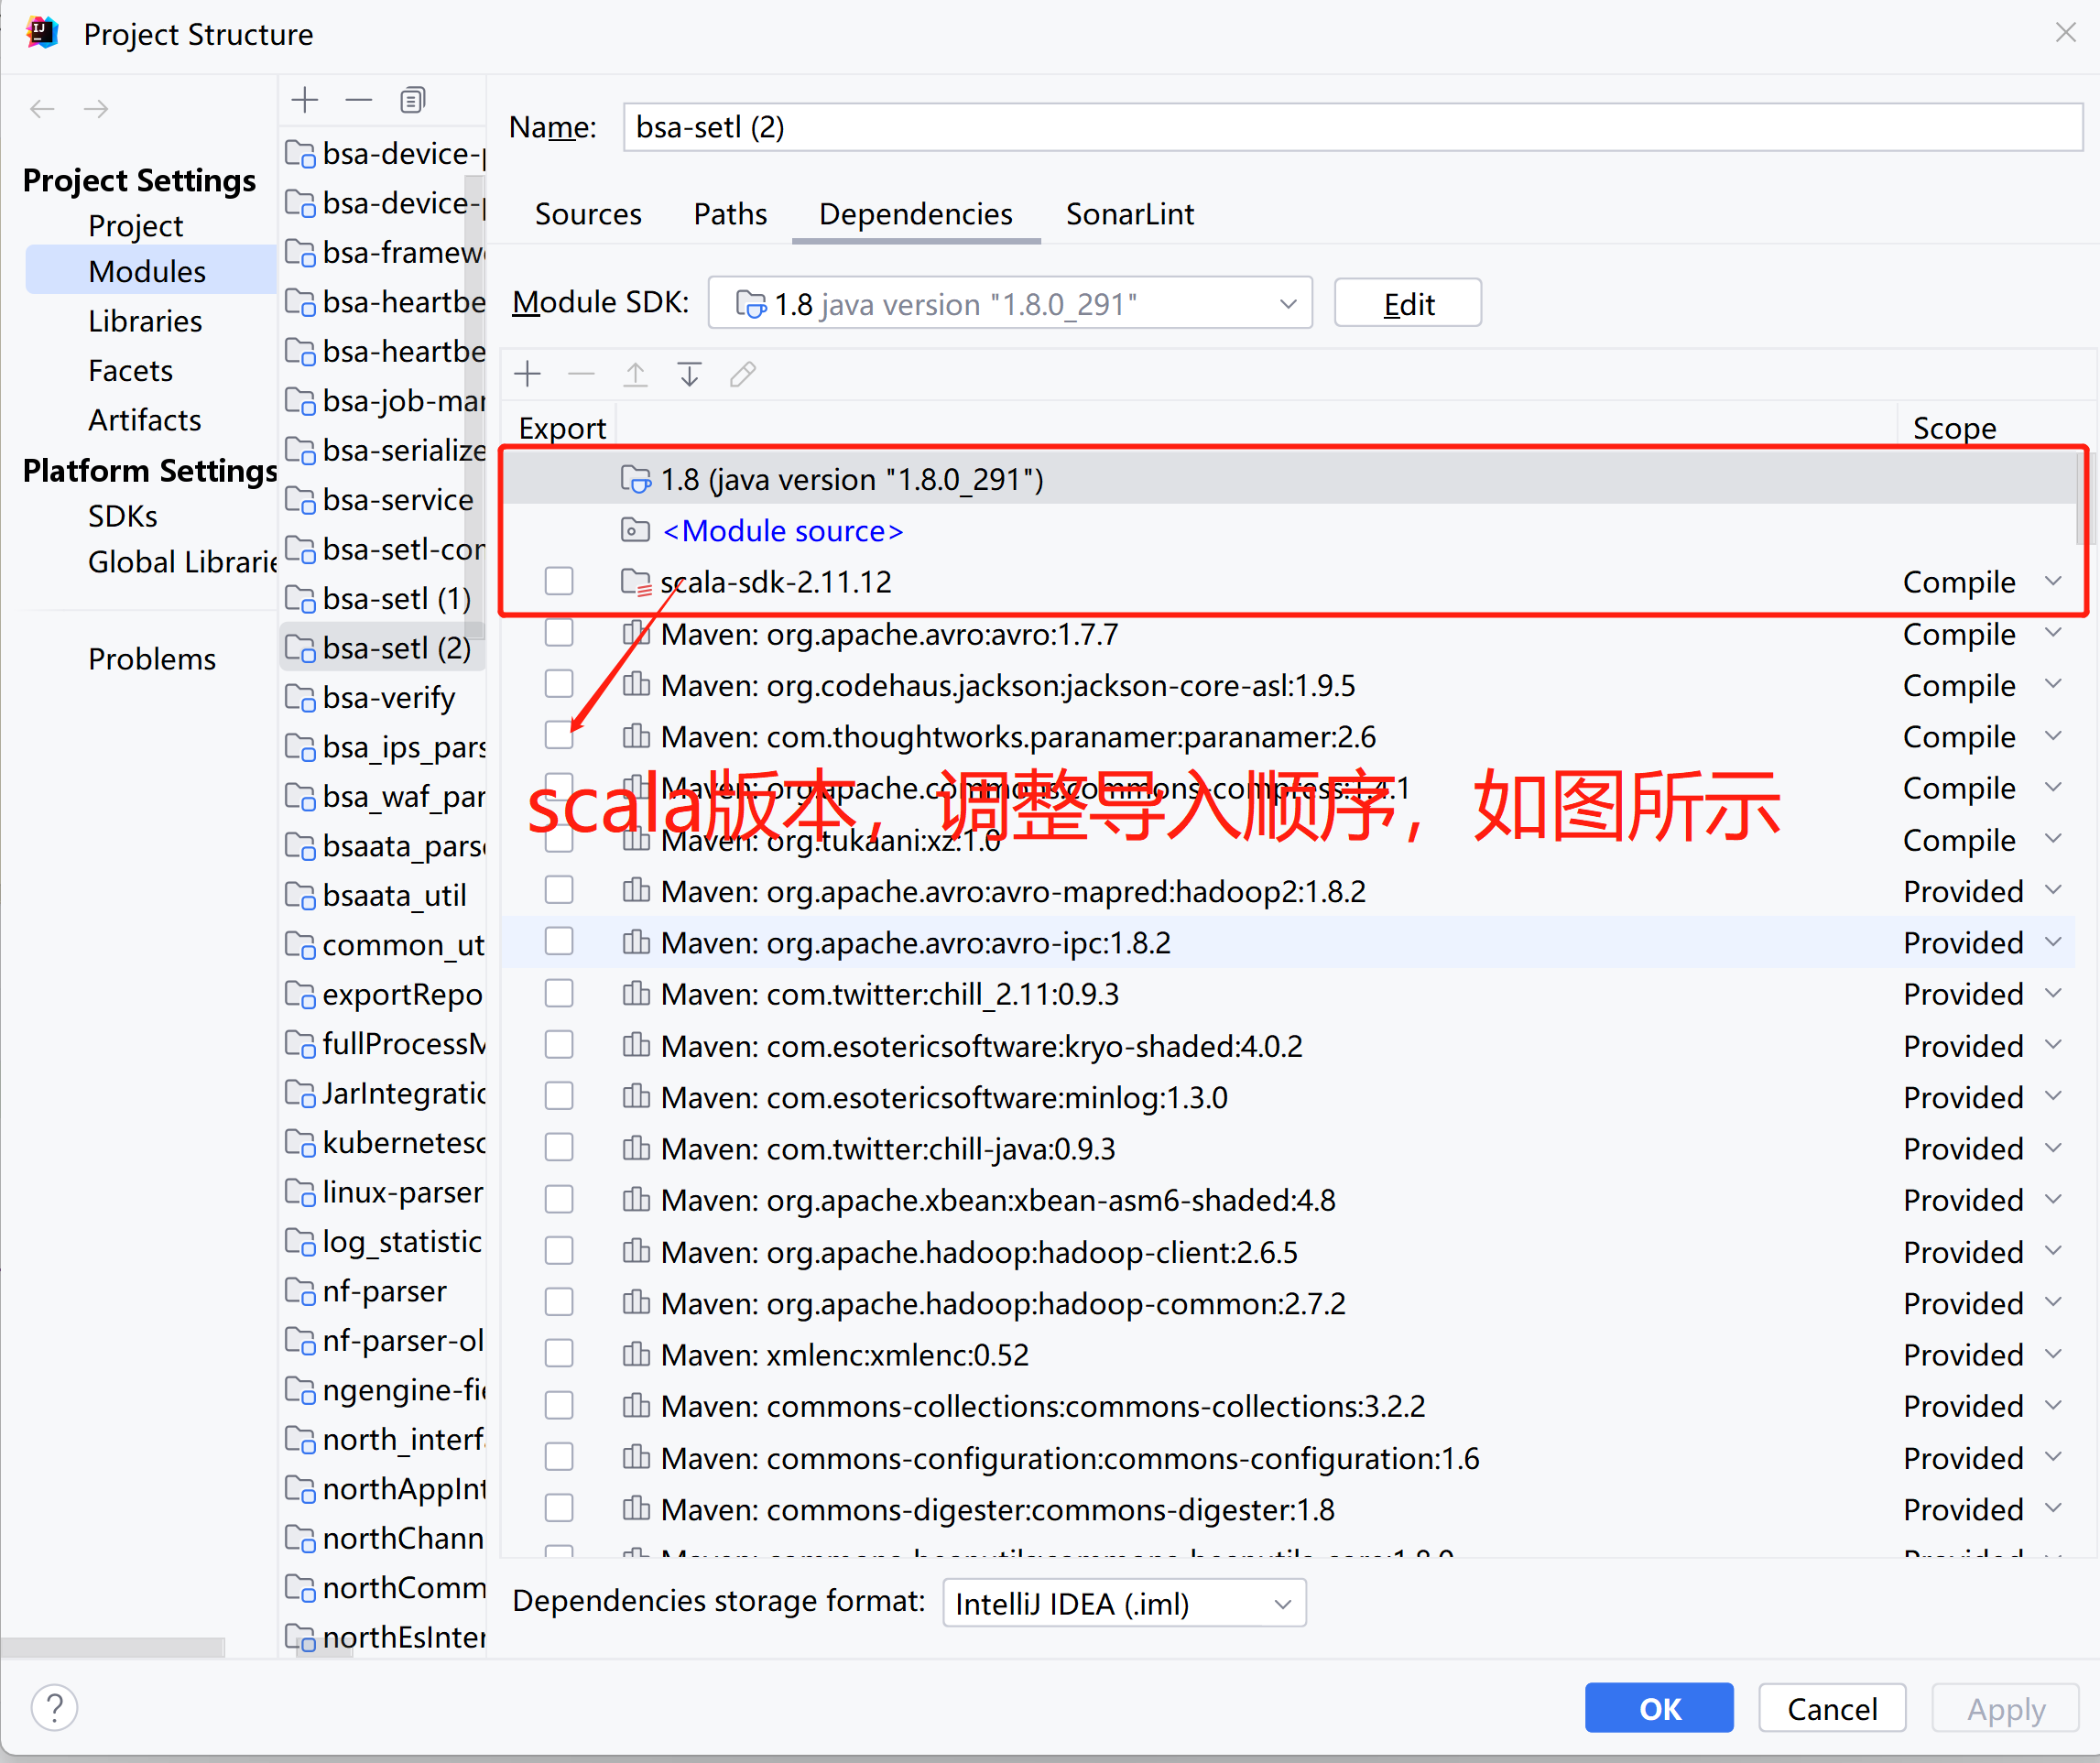 Project Structure
Project Settings
Project
Modules
Libraries
Facets
Artifacts
Platform Settings
SDKs
Global Librarie
Problems
bsa-device-p
bsa-device-p
bsa-framew
bsa-heartbe
bsa-heartbe
bsa-job-mar
bsa-serialize
bsa-service
bsa-setl-con
bsa-setl (1)
bsa-setl (2)
bsa-verify
bsa_ips_pars
bsa_waf_par
bsaata_parse
bsaata_util
common_ut
exportRepo
fullProcessM
JarIntegratio
kubernetesc
linux-parser
log_statistic
nf-parser
nf-parser-ol
ngengine-fie
north_interfa
northAppInt
northChann
northComm
northEsInter
Name: bsa-setl (2)
Sources Paths Dependencies SonarLint
Module SDK: 1.8 java version "1.8.0_291" Edit
Export Scope
1.8 (java version "1.8.0_291")
<Module source>
scala-sdk-2.11.12 Compile
Maven: org.apache.avro:avro:1.7.7 Compile
Maven: org.codehaus.jackson:jackson-core-asl:1.9.5 Compile
Maven: com.thoughtworks.paranamer:paranamer:2.6 Compile
Maven: org.apache.commons:commons-compress:1.4.1 Compile
scala版本，调整导入顺序，如图所示
Maven: org.tukaani:xz:1.0 Compile
Maven: org.apache.avro:avro-mapred:hadoop2:1.8.2 Provided
Maven: org.apache.avro:avro-ipc:1.8.2 Provided
Maven: com.twitter:chill_2.11:0.9.3 Provided
Maven: com.esotericsoftware:kryo-shaded:4.0.2 Provided
Maven: com.esotericsoftware:minlog:1.3.0 Provided
Maven: com.twitter:chill-java:0.9.3 Provided
Maven: org.apache.xbean:xbean-asm6-shaded:4.8 Provided
Maven: org.apache.hadoop:hadoop-client:2.6.5 Provided
Maven: org.apache.hadoop:hadoop-common:2.7.2 Provided
Maven: xmlenc:xmlenc:0.52 Provided
Maven: commons-collections:commons-collections:3.2.2 Provided
Maven: commons-configuration:commons-configuration:1.6 Provided
Maven: commons-digester:commons-digester:1.8 Provided
Dependencies storage format: IntelliJ IDEA (.iml)
? OK Cancel Apply